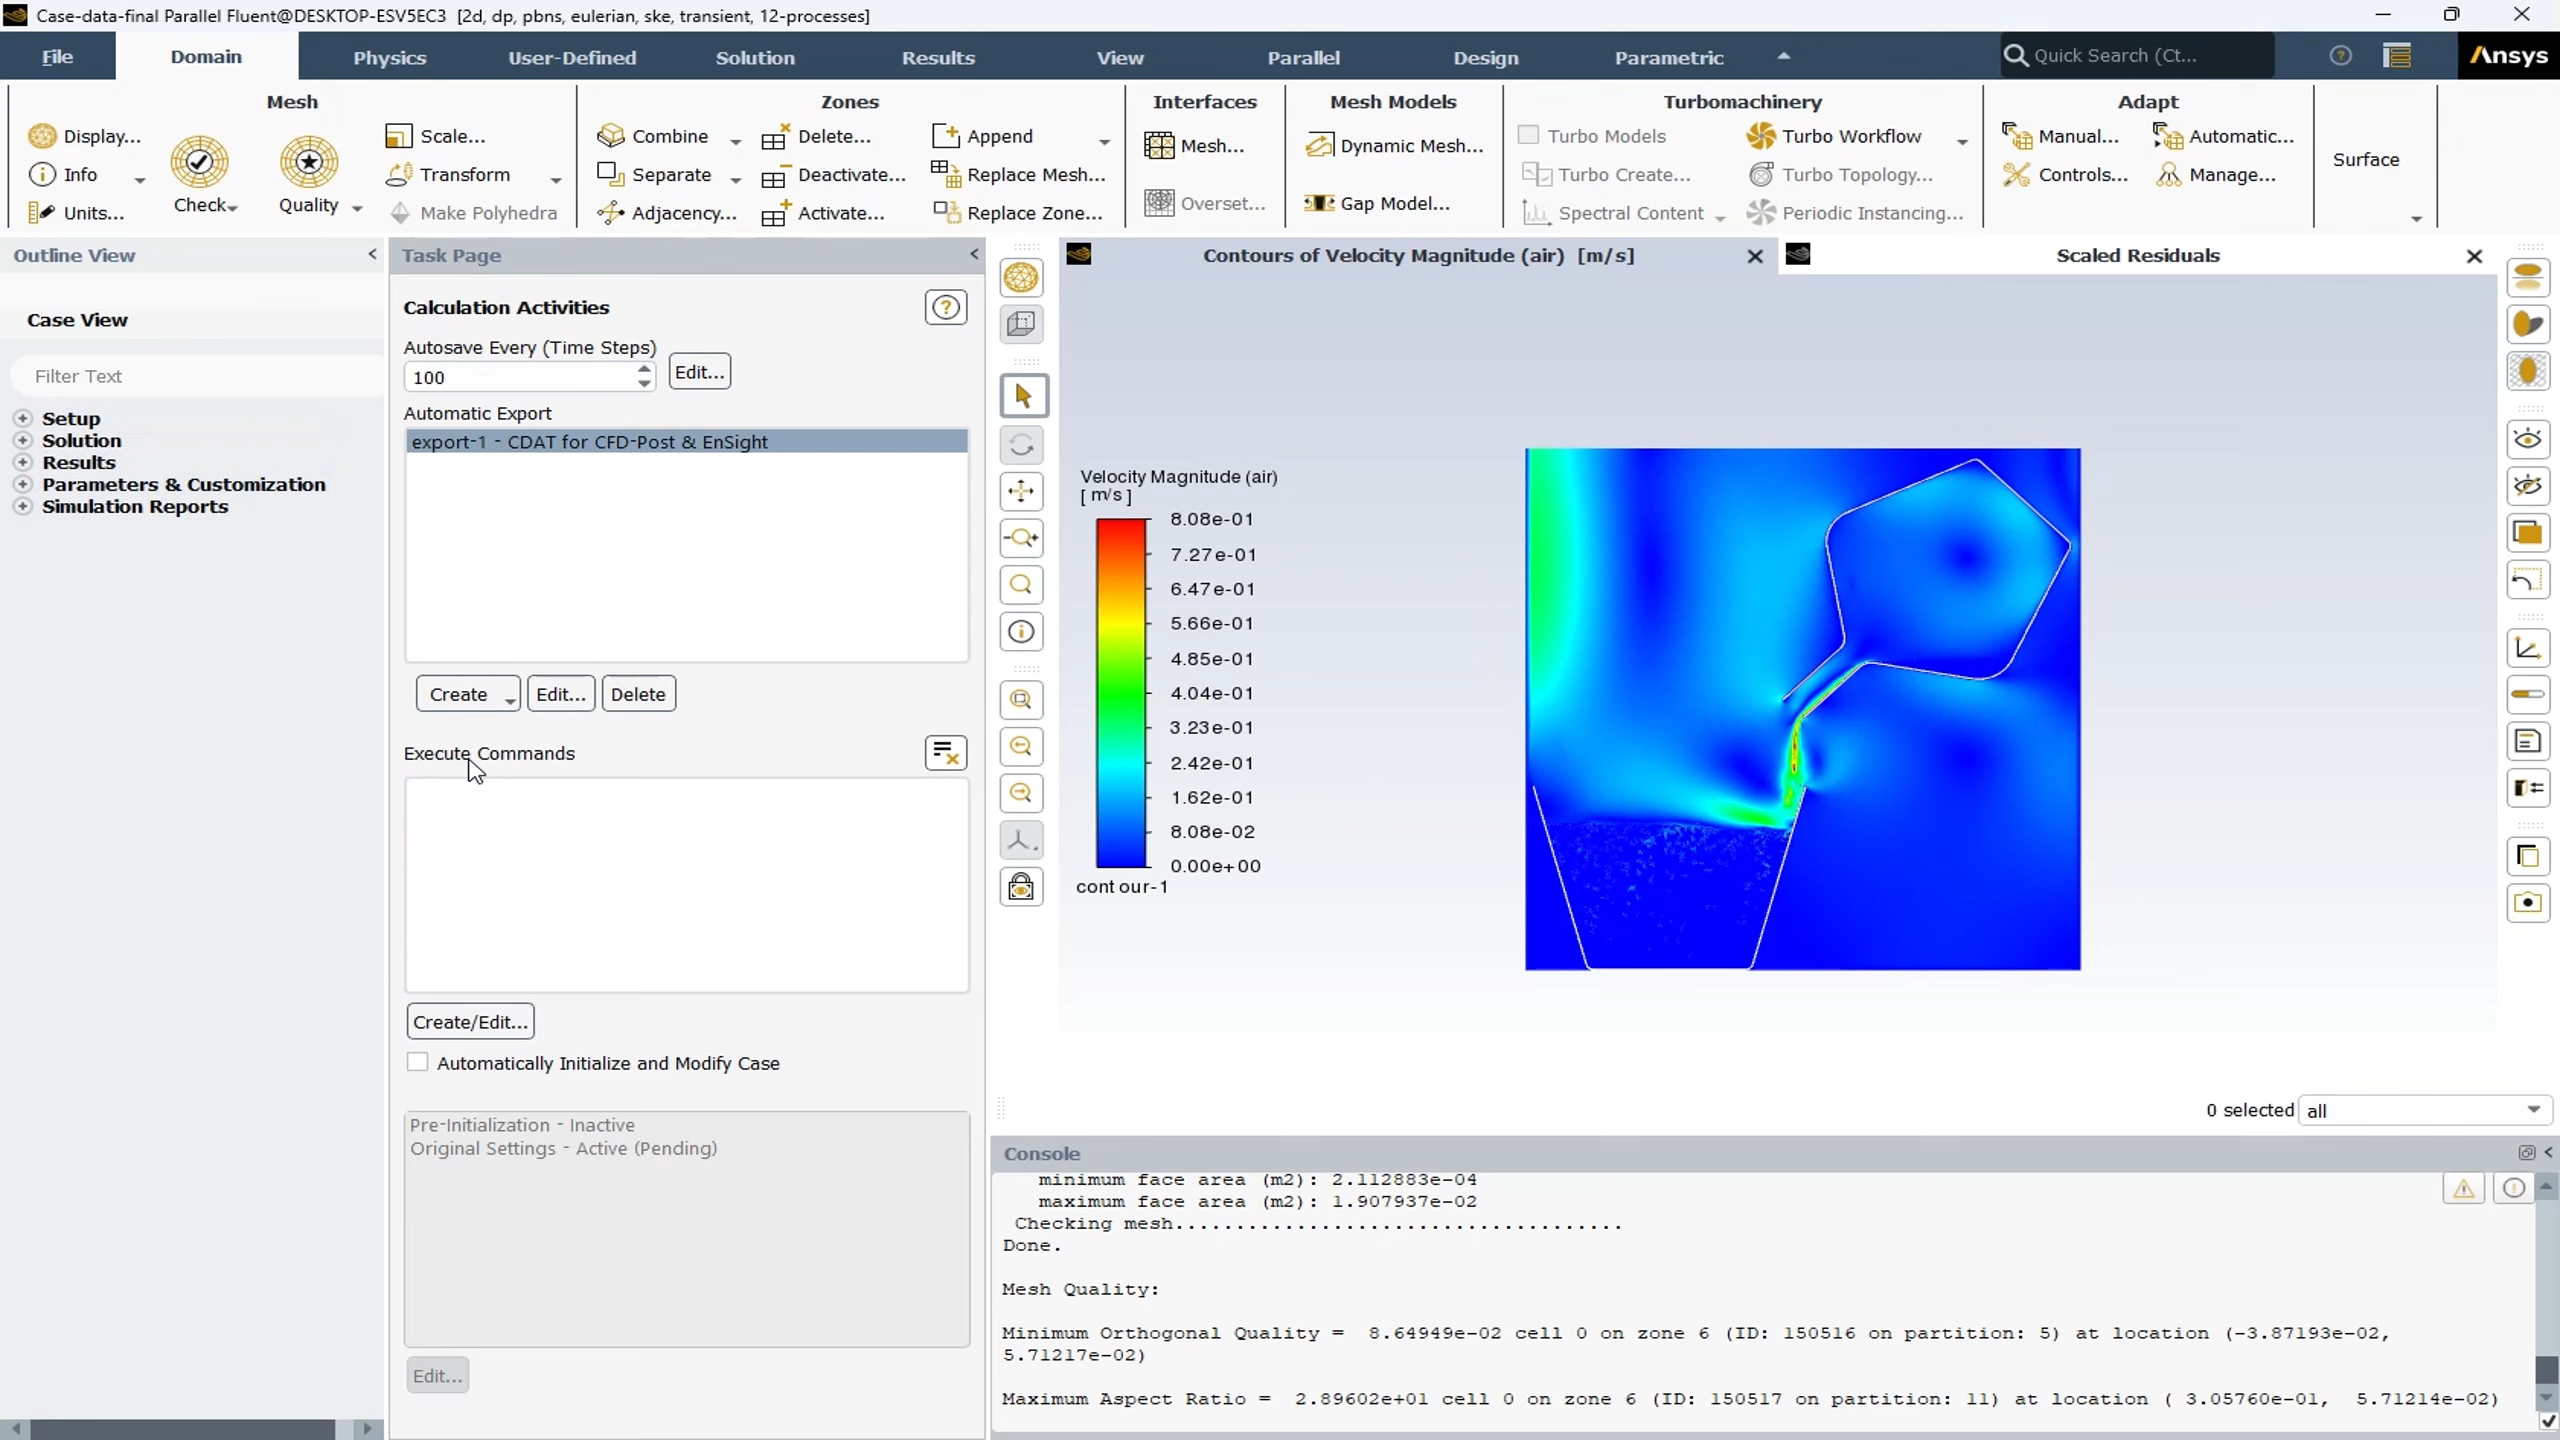 Case-data-final Parallel Fluent@DESKTOP-ESV5EC3 [2d, dp, pbns, eulerian, ske, transient, 12-processes]
File
Domain
Physics
User-Defined
Solution
Results
View
Parallel
Design
Parametric
Quick Search (Ct...
Ansys
Mesh
Display...
Info
Units...
Check
Quality
Scale...
Transform
Make Polyhedra
Zones
Combine
Separate
Adjacency...
Delete...
Deactivate...
Activate...
Append
Replace Mesh...
Replace Zone...
Interfaces
Mesh...
Overset...
Mesh Models
Dynamic Mesh...
Gap Model...
Turbomachinery
Turbo Models
Turbo Create...
Spectral Content
Turbo Workflow
Turbo Topology...
Periodic Instancing...
Adapt
Manual...
Controls...
Automatic...
Manage...
Surface
Outline View
Case View
Filter Text
Setup
Solution
Results
Parameters & Customization
Simulation Reports
Task Page
Calculation Activities
Autosave Every (Time Steps)
100
Edit...
Automatic Export
export-1 - CDAT for CFD-Post & EnSight
Create
Edit...
Delete
Execute Commands
Create/Edit...
Automatically Initialize and Modify Case
Pre-Initialization - Inactive
Original Settings - Active (Pending)
Edit...
Contours of Velocity Magnitude (air) [m/s]
Scaled Residuals
Velocity Magnitude (air)
[ m/s ]
8.08e-01
7.27e-01
6.47e-01
5.66e-01
4.85e-01
4.04e-01
3.23e-01
2.42e-01
1.62e-01
8.08e-02
0.00e+00
contour-1
0 selected
all
Console
minimum face area (m2): 2.112883e-04
maximum face area (m2): 1.907937e-02
Checking mesh.....................................
Done.
Mesh Quality:
Minimum Orthogonal Quality = 8.64949e-02 cell 0 on zone 6 (ID: 150516 on partition: 5) at location (-3.87193e-02,
5.71217e-02)
Maximum Aspect Ratio = 2.89602e+01 cell 0 on zone 6 (ID: 150517 on partition: 11) at location ( 3.05760e-01, 5.71214e-02)